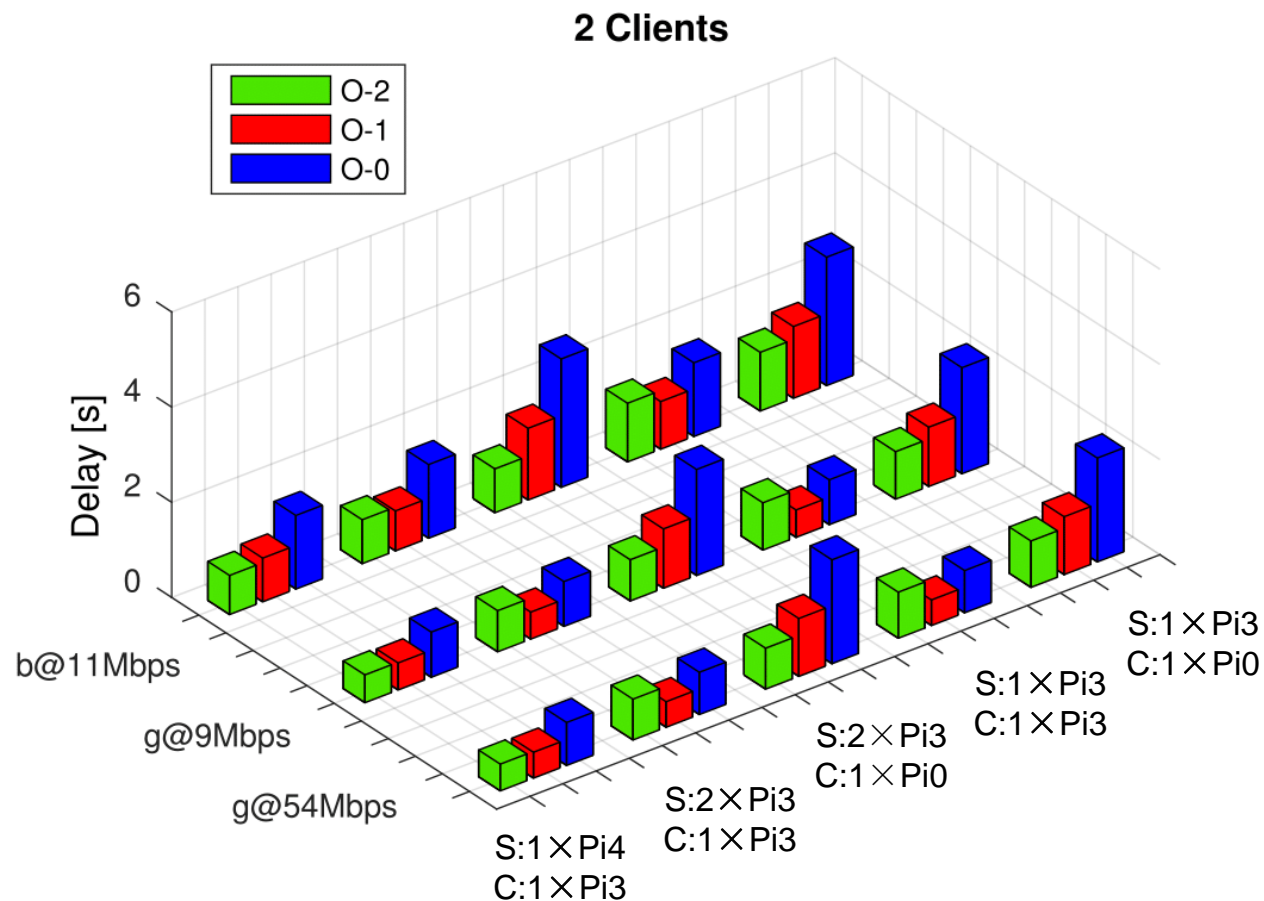 2 Clients
O-2
O-1
O-0
6
4
2
0
Delay [s]
b@11Mbps
g@9Mbps
g@54Mbps
S:1×Pi4
C:1×Pi3
S:2×Pi3
C:1×Pi3
S:2×Pi3
C:1×Pi0
S:1×Pi3
C:1×Pi3
S:1×Pi3
C:1×Pi0